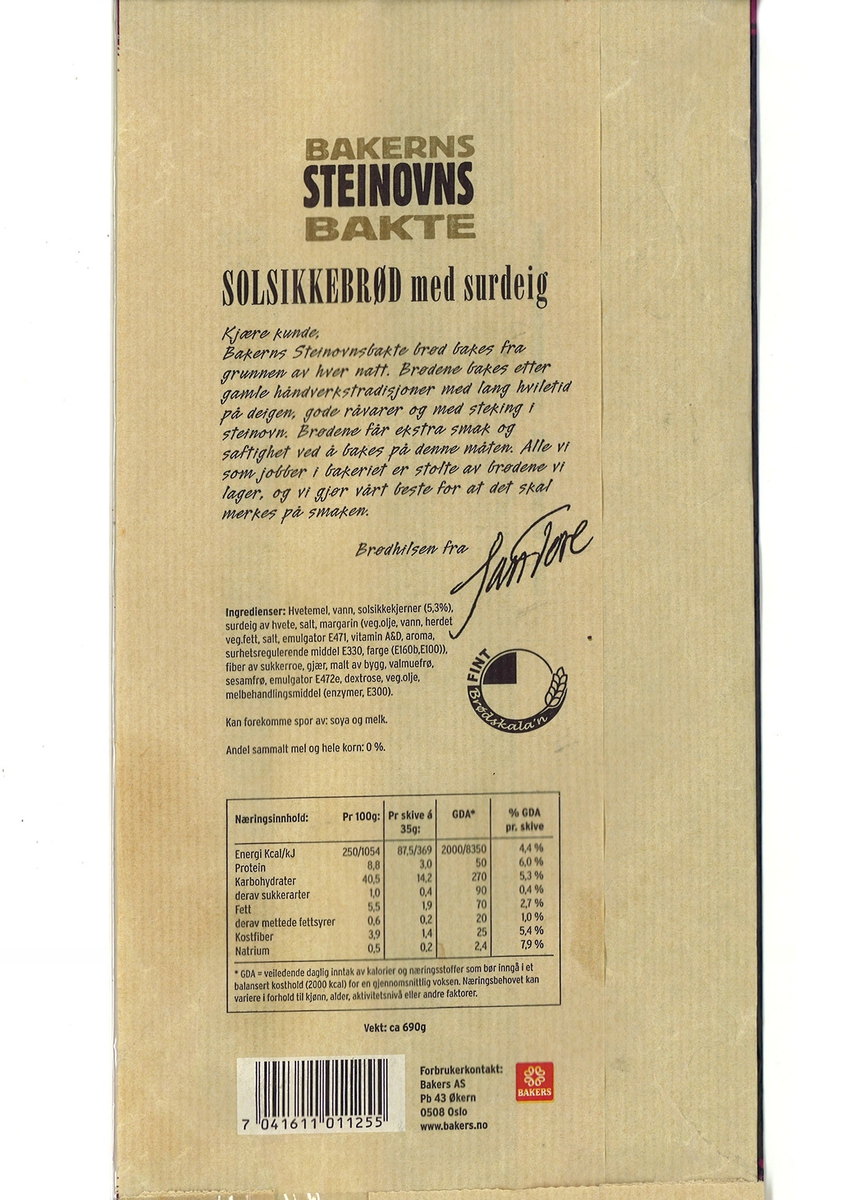 BAKERNS
STEINOVNS
BAKTE
SOLSIKKEBRØD med surdeig
Kjære kunde,
Bakerns Steinovnsbakte brød bakes fra
grunnen av hver natt. Brødene bakes etter
gamle håndverkstradisjoner med lang hviletid
på deigen, gode råvarer og med steking i
steinovn. Brødene får ekstra smak og
saftighet ved å bakes på denne måten. Alle vi
som jobber i bakeriet er stolte av brødene vi
lager, og vi gjør vårt beste for at det skal
merkes på smaken.
Brødhilsen fra
Ingredienser: Hvetemel, vann, solsikkekjerner (5,3%),
surdeig av hvete, salt, margarin (veg.olje, vann, herdet
veg.fett, salt, emulgator E471, vitamin A&D, aroma,
surhetsregulerende middel E330, farge (E160b,E100)),
fiber av sukkerroe, gjær, malt av bygg, valmuefrø,
sesamfrø, emulgator E472e, dextrose, veg.olje,
melbehandlingsmiddel (enzymer, E300).
FINT
Brødskala'n
Kan forekomme spor av: soya og melk.
Andel sammalt mel og hele korn: 0 %.
Næringsinnhold: Pr 100g: Pr skive á 35g: GDA* % GDA pr. skive
Energi Kcal/kJ 250/1054 87,5/369 2000/8350 4,4 %
Protein 8,8 3,0 50 6,0 %
Karbohydrater 40,5 14,2 270 5,3 %
derav sukkerarter 1,0 0,4 90 0,4 %
Fett 5,5 1,9 70 2,7 %
derav mettede fettsyrer 0,6 0,2 20 1,0 %
Kostfiber 3,9 1,4 25 5,4 %
Natrium 0,5 0,2 2,4 7,9 %
* GDA = veiledende daglig inntak av kalorier og næringsstoffer som bør inngå i et
balansert kosthold (2000 kcal) for en gjennomsnittlig voksen. Næringsbehovet kan
variere i forhold til kjønn, alder, aktivitetsnivå eller andre faktorer.
Vekt: ca 690g
7 041611 011255
Forbrukerkontakt:
Bakers AS
Pb 43 Økern
0508 Oslo
www.bakers.no
BAKERS